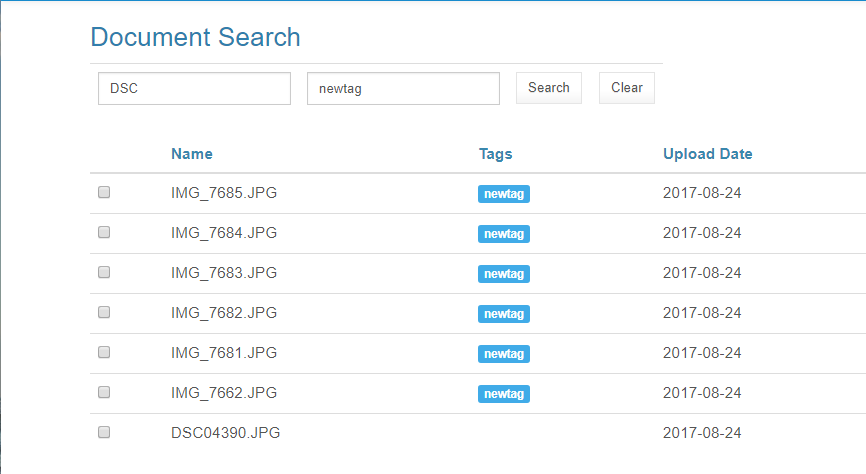 Document Search
DSC newtag Search Clear
Name Tags Upload Date
IMG_7685.JPG newtag 2017-08-24
IMG_7684.JPG newtag 2017-08-24
IMG_7683.JPG newtag 2017-08-24
IMG_7682.JPG newtag 2017-08-24
IMG_7681.JPG newtag 2017-08-24
IMG_7662.JPG newtag 2017-08-24
DSC04390.JPG 2017-08-24